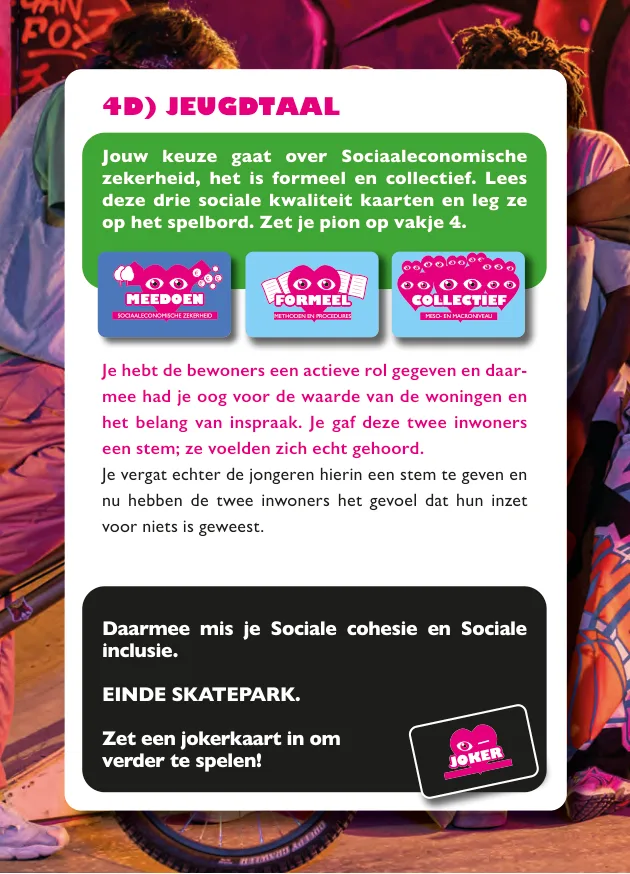 4D) JEUGDTAAL
Jouw keuze gaat over Sociaaleconomische
zekerheid, het is formeel en collectief. Lees
deze drie sociale kwaliteit kaarten en leg ze
op het spelbord. Zet je pion op vakje 4.
MEEDOEN
SOCIAALECONOMISCHE ZEKERHEID
FORMEEL
METHODIEN EN PROCEDURES
COLLECTIEF
MESO- EN MACRONIVEAU
Je hebt de bewoners een actieve rol gegeven en daar-
mee had je oog voor de waarde van de woningen en
het belang van inspraak. Je gaf deze twee inwoners
een stem; ze voelden zich echt gehoord.
Je vergat echter de jongeren hierin een stem te geven en
nu hebben de twee inwoners het gevoel dat hun inzet
voor niets is geweest.
Daarmee mis je Sociale cohesie en Sociale
inclusie.
EINDE SKATEPARK.
Zet een jokerkaart in om
verder te spelen!
JOKER